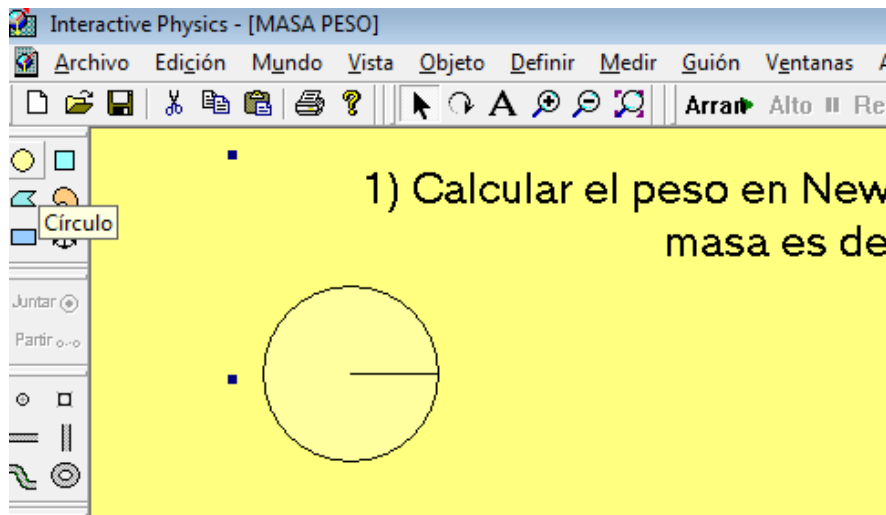 Interactive Physics - [MASA PESO]
Archivo Edición Mundo Vista Objeto Definir Medir Guión Ventanas A
A Arran Alto Re
1) Calcular el peso en New
masa es de
Círculo
Juntar
Partir